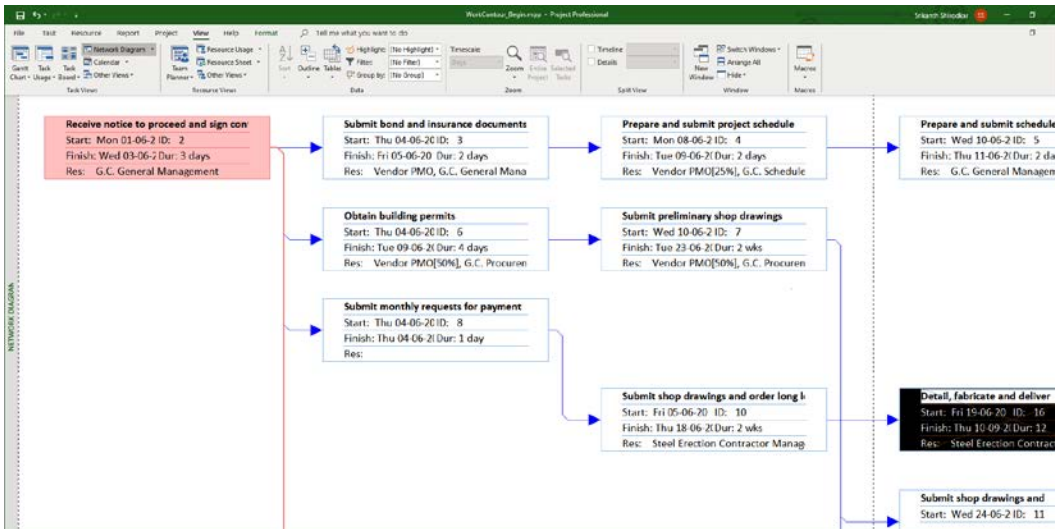 WorkContour_Begin.mpp - Project Professional
Srikanth Shirodkar
File Task Resource Report Project View Help Format Tell me what you want to do
Gantt Chart
Task Usage
Task Board
Network Diagram
Calendar
Other Views
Task Views
Team Planner
Resource Usage
Resource Sheet
Other Views
Resource Views
Sort
Outline
Tables
Highlight: [No Highlight]
Filter: [No Filter]
Group by: [No Group]
Data
Timescale
Days
Zoom
Entire Project
Selected Tasks
Zoom
Timeline
Details
Split View
New Window
Switch Windows
Arrange All
Hide
Window
Macros
Macros
NETWORK DIAGRAM
Receive notice to proceed and sign con
Start: Mon 01-06-2 ID: 2
Finish: Wed 03-06-2 Dur: 3 days
Res: G.C. General Management
Submit bond and insurance documents
Start: Thu 04-06-20 ID: 3
Finish: Fri 05-06-20 Dur: 2 days
Res: Vendor PMO, G.C. General Mana
Prepare and submit project schedule
Start: Mon 08-06-2 ID: 4
Finish: Tue 09-06-20 Dur: 2 days
Res: Vendor PMO[25%], G.C. Schedule
Prepare and submit schedule
Start: Wed 10-06-2 ID: 5
Finish: Thu 11-06-20 Dur: 2 da
Res: G.C. General Managem
Obtain building permits
Start: Thu 04-06-20 ID: 6
Finish: Tue 09-06-20 Dur: 4 days
Res: Vendor PMO[50%], G.C. Procuren
Submit preliminary shop drawings
Start: Wed 10-06-2 ID: 7
Finish: Tue 23-06-20 Dur: 2 wks
Res: Vendor PMO[50%], G.C. Procuren
Submit monthly requests for payment
Start: Thu 04-06-20 ID: 8
Finish: Thu 04-06-20 Dur: 1 day
Res:
Submit shop drawings and order long l
Start: Fri 05-06-20 ID: 10
Finish: Thu 18-06-20 Dur: 2 wks
Res: Steel Erection Contractor Manag
Detail, fabricate and deliver
Start: Fri 19-06-20 ID: 16
Finish: Thu 10-09-20 Dur: 12
Res: Steel Erection Contrac
Submit shop drawings and
Start: Wed 24-06-2 ID: 11